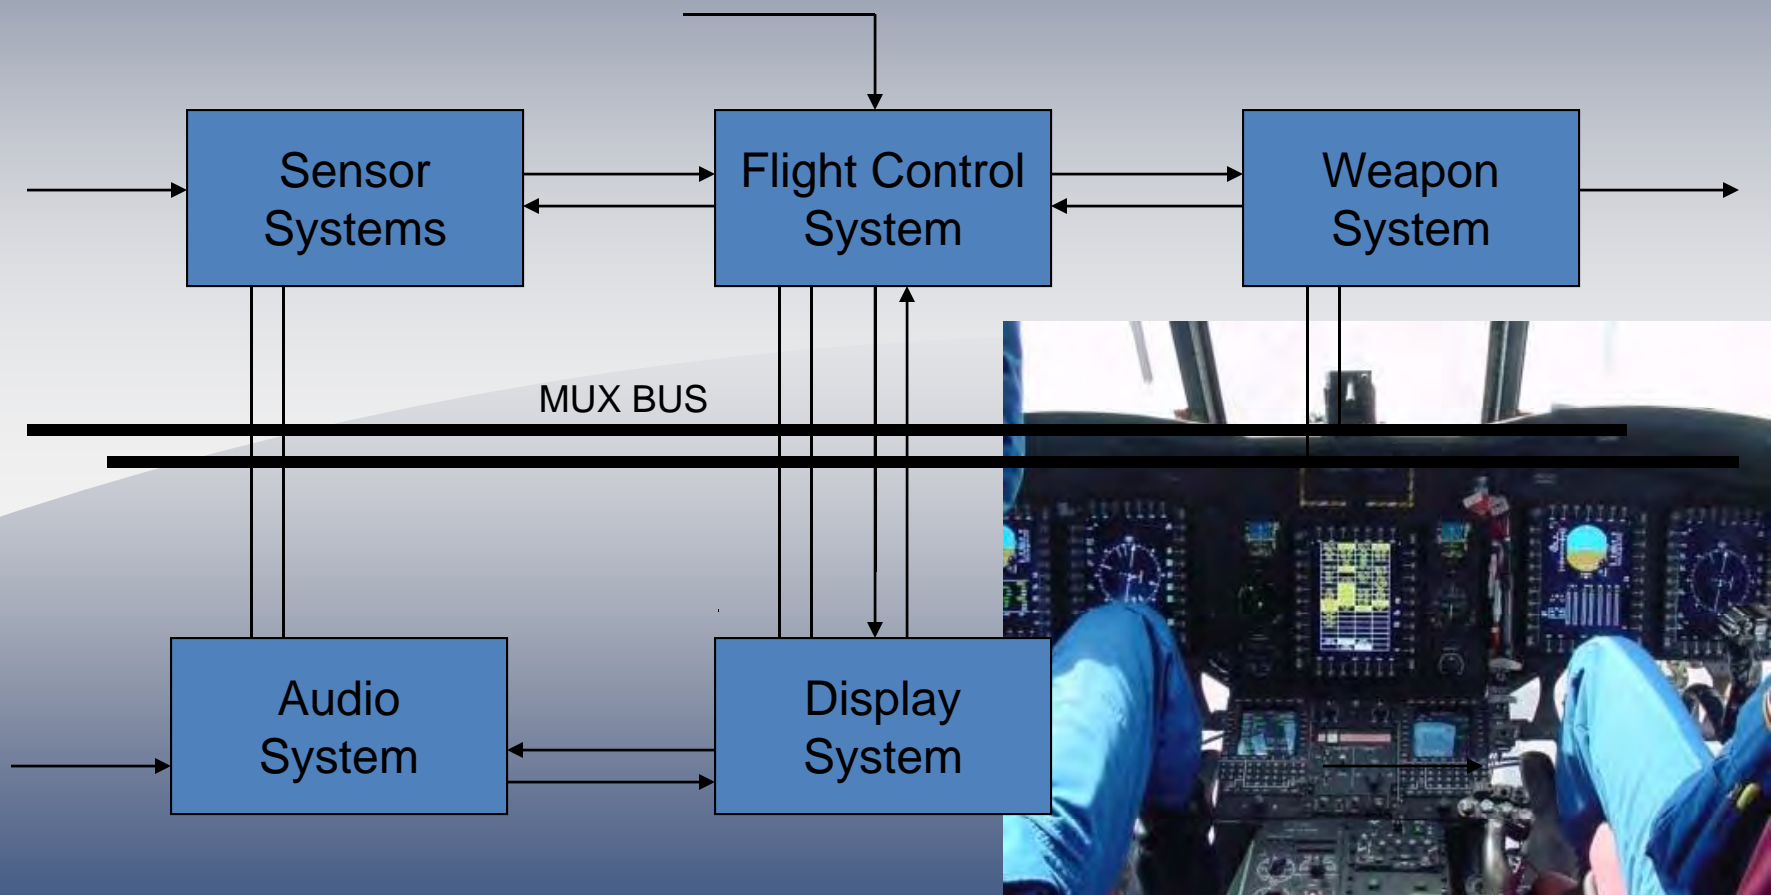 Sensor
Systems
Flight Control
System
Weapon
System
MUX BUS
Audio
System
Display
System